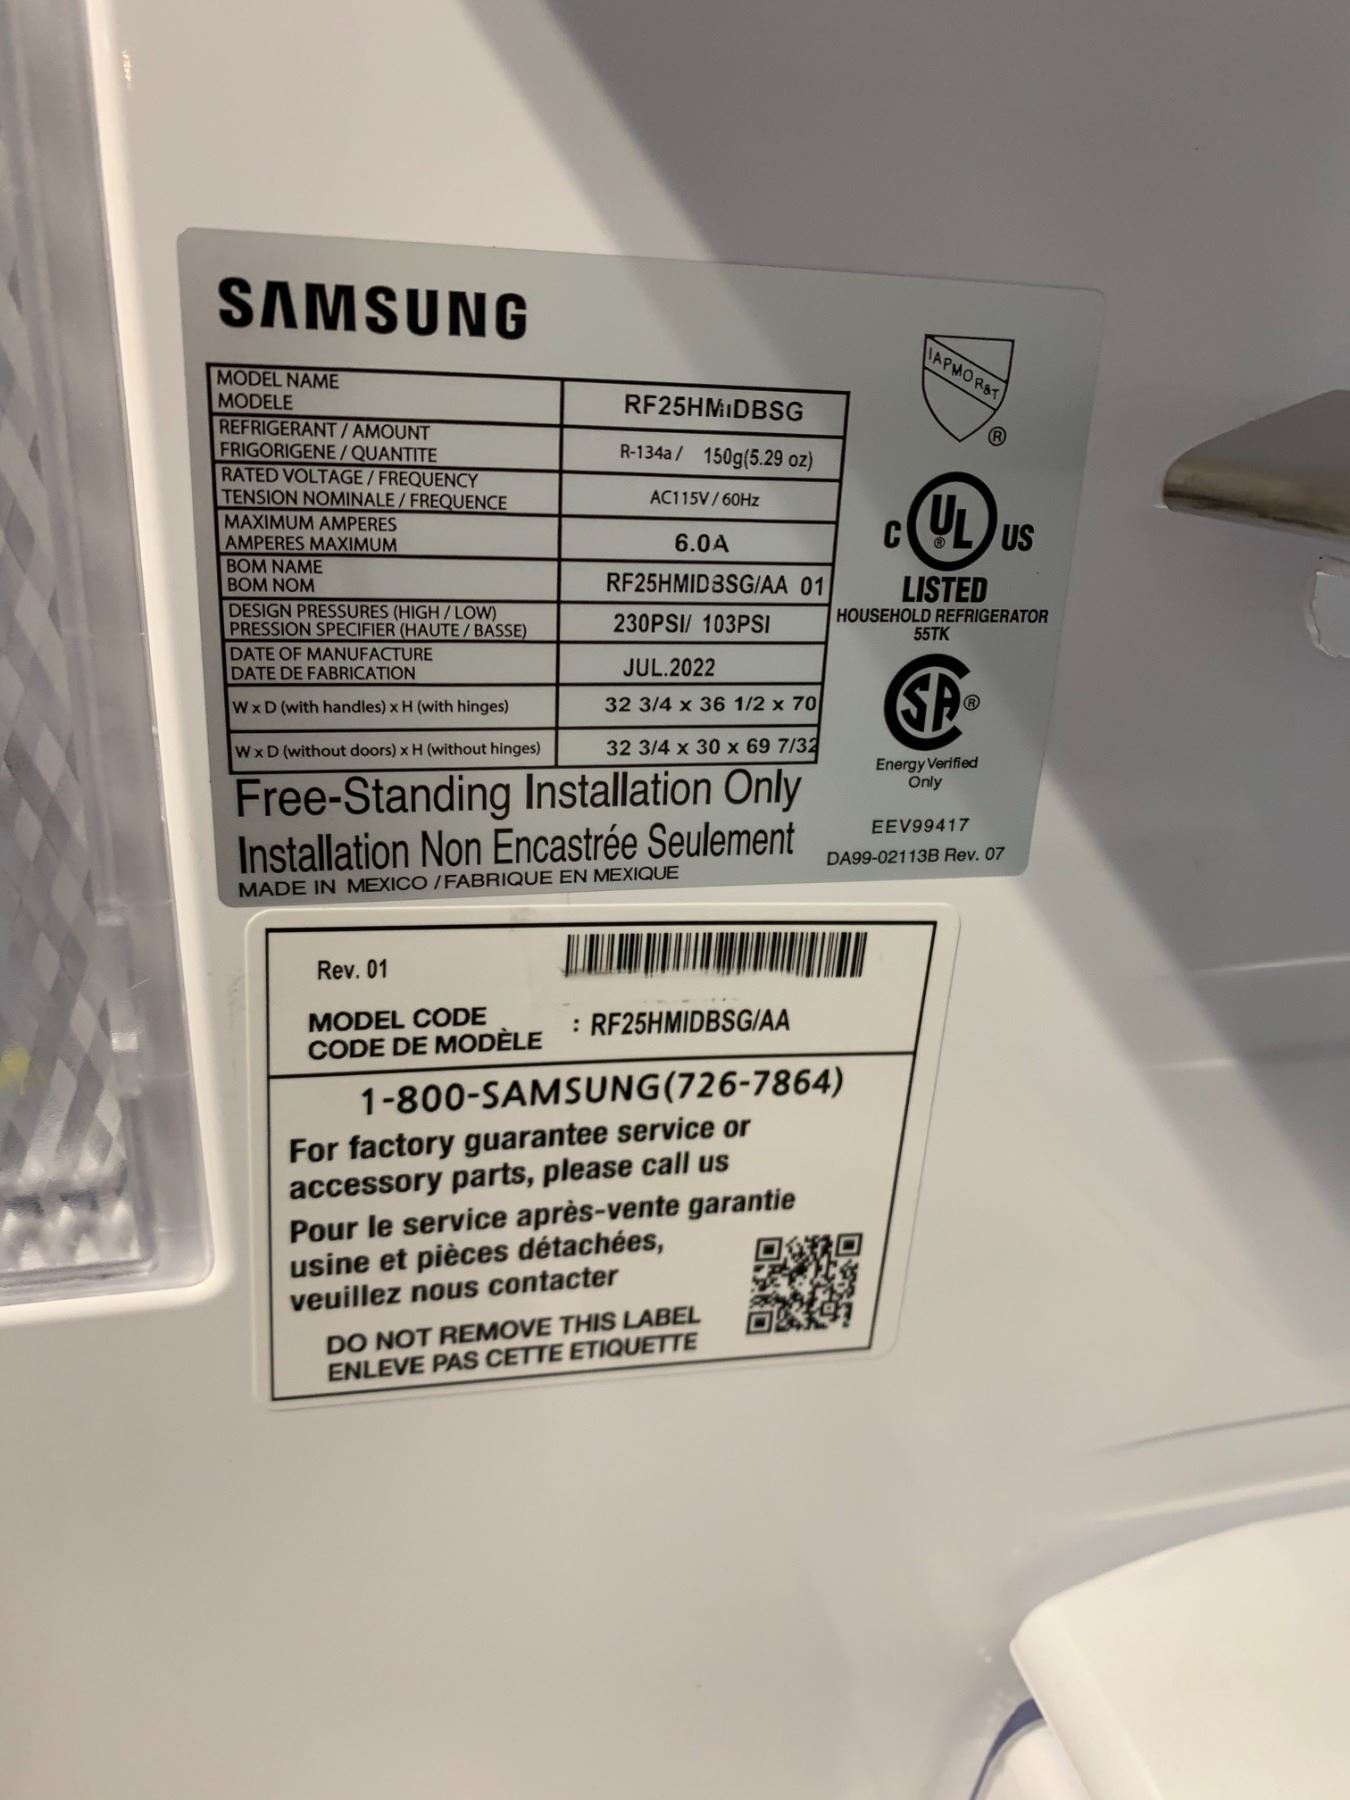 SAMSUNG
MODEL NAME
MODELE
RF25HMIDBSG
REFRIGERANT / AMOUNT
FRIGORIGENE / QUANTITE
R-134a / 150g(5.29 oz)
RATED VOLTAGE / FREQUENCY
TENSION NOMINALE / FREQUENCE
AC115V / 60Hz
MAXIMUM AMPERES
AMPERES MAXIMUM
6.0A
BOM NAME
BOM NOM
RF25HMIDBSG/AA 01
DESIGN PRESSURES (HIGH / LOW)
PRESSION SPECIFIER (HAUTE / BASSE)
230PSI/ 103PSI
DATE OF MANUFACTURE
DATE DE FABRICATION
JUL.2022
W x D (with handles) x H (with hinges)
32 3/4 x 36 1/2 x 70
W x D (without doors) x H (without hinges)
32 3/4 x 30 x 69 7/32
Free-Standing Installation Only
Installation Non Encastrée Seulement
MADE IN MEXICO / FABRIQUE EN MEXIQUE
IAPMO R&T
®
C UL ® US
LISTED
HOUSEHOLD REFRIGERATOR
55TK
SA ®
Energy Verified
Only
EEV99417
DA99-02113B Rev. 07
Rev. 01
MODEL CODE
CODE DE MODÈLE
: RF25HMIDBSG/AA
1-800-SAMSUNG(726-7864)
For factory guarantee service or
accessory parts, please call us
Pour le service après-vente garantie
usine et pièces détachées,
veuillez nous contacter
DO NOT REMOVE THIS LABEL
ENLEVE PAS CETTE ETIQUETTE